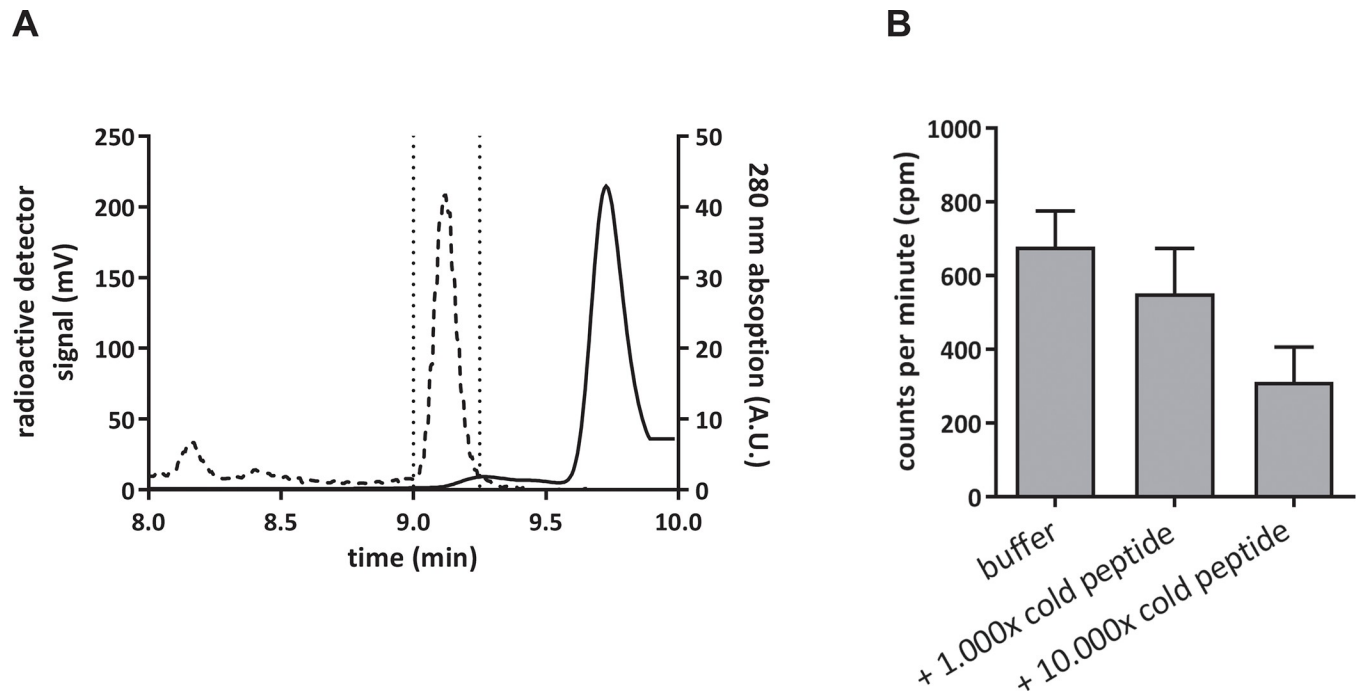 A
250
200
150
100
50
0
radioactive detector
signal (mV)
50
40
30
20
10
0
280 nm absoption (A.U.)
8.0
8.5
9.0
9.5
10.0
time (min)
B
1000
800
600
400
200
0
counts per minute (cpm)
buffer
+ 1.000x cold peptide
+ 10.000x cold peptide